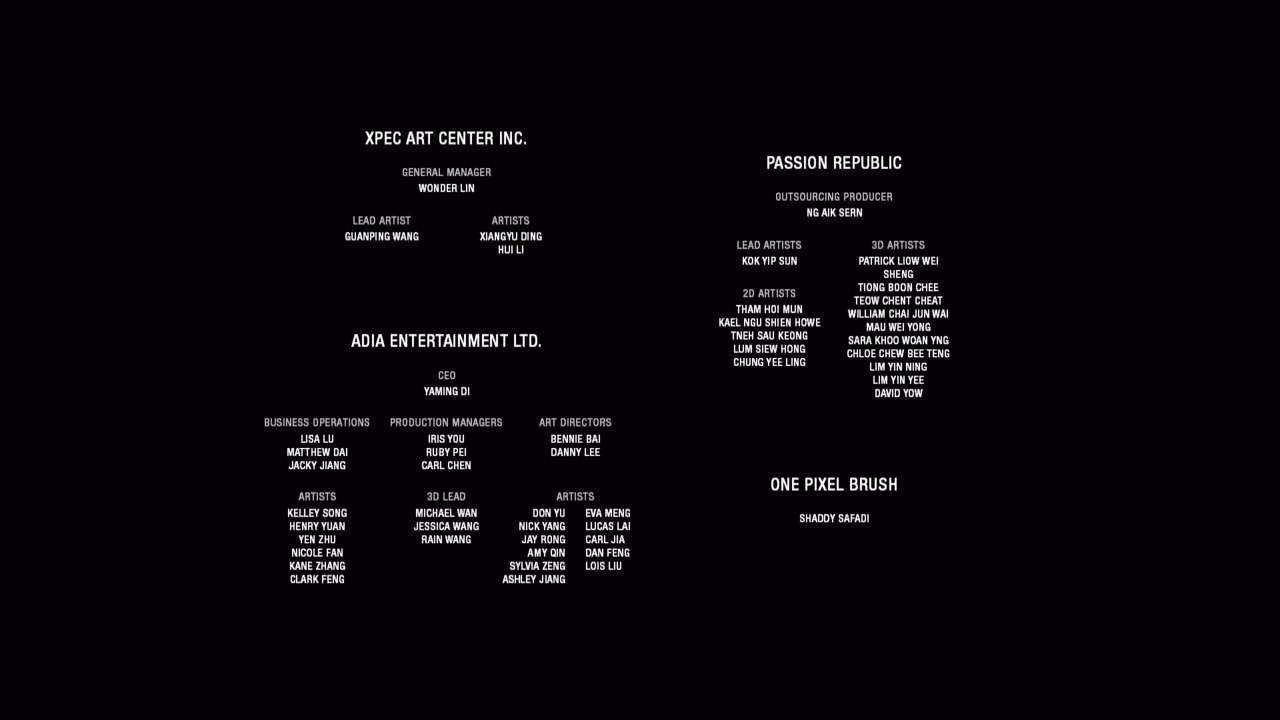 XPEC ART CENTER INC.
GENERAL MANAGER
WONDER LIN
LEAD ARTIST
GUANPING WANG
ARTISTS
XIANGYU DING
HUI LI
ADIA ENTERTAINMENT LTD.
CEO
YAMING DI
BUSINESS OPERATIONS
LISA LU
MATTHEW DAI
JACKY JIANG
PRODUCTION MANAGERS
IRIS YOU
RUBY PEI
CARL CHEN
ART DIRECTORS
BENNIE BAI
DANNY LEE
ARTISTS
KELLEY SONG
HENRY YUAN
YEN ZHU
NICOLE FAN
KANE ZHANG
CLARK FENG
3D LEAD
MICHAEL WAN
JESSICA WANG
RAIN WANG
ARTISTS
DON YU
NICK YANG
JAY RONG
AMY QIN
SYLVIA ZENG
ASHLEY JIANG
EVA MENG
LUCAS LAI
CARL JIA
DAN FENG
LOIS LIU
PASSION REPUBLIC
OUTSOURCING PRODUCER
NG AIK SERN
LEAD ARTISTS
KOK YIP SUN
2D ARTISTS
THAM HOI MUN
KAEL NGU SHIEN HOWE
TNEH SAU KEONG
LUM SIEW HONG
CHUNG YEE LING
3D ARTISTS
PATRICK LIOW WEI
SHENG
TIONG BOON CHEE
TEOW CHENT CHEAT
WILLIAM CHAI JUN WAI
MAU WEI YONG
SARA KHOO WOAN YNG
CHLOE CHEW BEE TENG
LIM YIN NING
LIM YIN YEE
DAVID YOW
ONE PIXEL BRUSH
SHADDY SAFADI